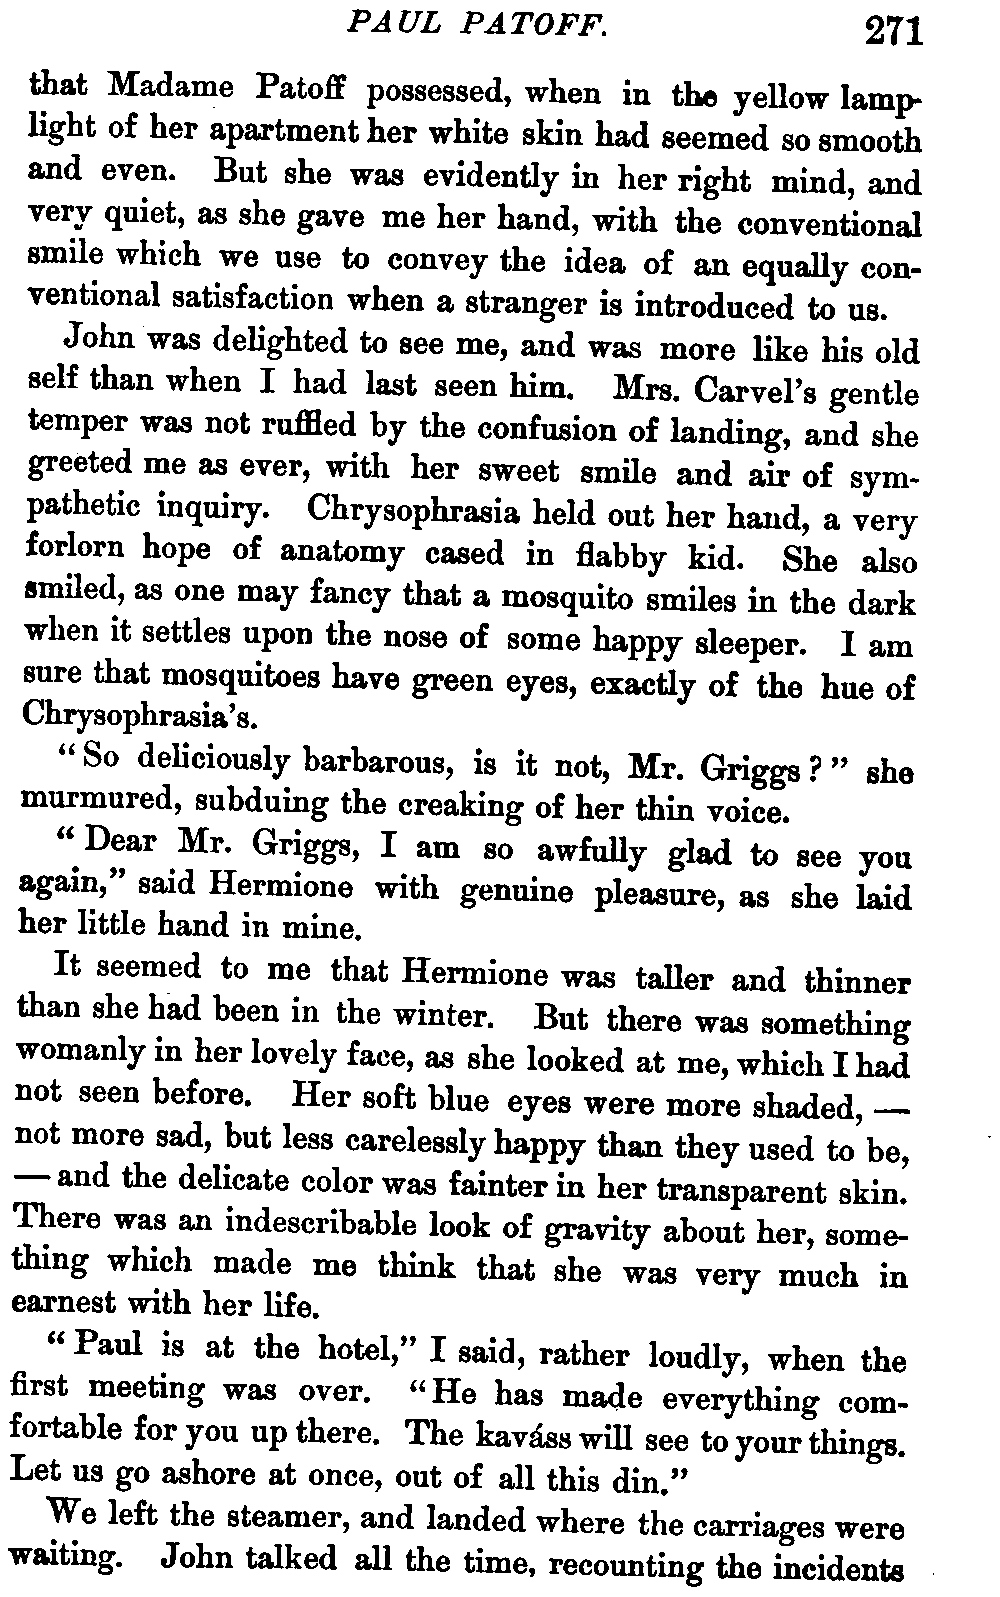 PAUL PATOFF. 271
that Madame Patoff possessed, when in the yellow lamp-
light of her apartment her white skin had seemed so smooth
and even. But she was evidently in her right mind, and
very quiet, as she gave me her hand, with the conventional
smile which we use to convey the idea of an equally con-
ventional satisfaction when a stranger is introduced to us.
John was delighted to see me, and was more like his old
self than when I had last seen him. Mrs. Carvel's gentle
temper was not ruffled by the confusion of landing, and she
greeted me as ever, with her sweet smile and air of sym-
pathetic inquiry. Chrysophrasia held out her hand, a very
forlorn hope of anatomy cased in flabby kid. She also
smiled, as one may fancy that a mosquito smiles in the dark
when it settles upon the nose of some happy sleeper. I am
sure that mosquitoes have green eyes, exactly of the hue of
Chrysophrasia's.
"So deliciously barbarous, is it not, Mr. Griggs?" she
murmured, subduing the creaking of her thin voice.
"Dear Mr. Griggs, I am so awfully glad to see you
again," said Hermione with genuine pleasure, as she laid
her little hand in mine.
It seemed to me that Hermione was taller and thinner
than she had been in the winter. But there was something
womanly in her lovely face, as she looked at me, which I had
not seen before. Her soft blue eyes were more shaded, —
not more sad, but less carelessly happy than they used to be,
— and the delicate color was fainter in her transparent skin.
There was an indescribable look of gravity about her, some-
thing which made me think that she was very much in
earnest with her life.
"Paul is at the hotel," I said, rather loudly, when the
first meeting was over. "He has made everything com-
fortable for you up there. The kaváss will see to your things.
Let us go ashore at once, out of all this din."
We left the steamer, and landed where the carriages were
waiting. John talked all the time, recounting the incidents